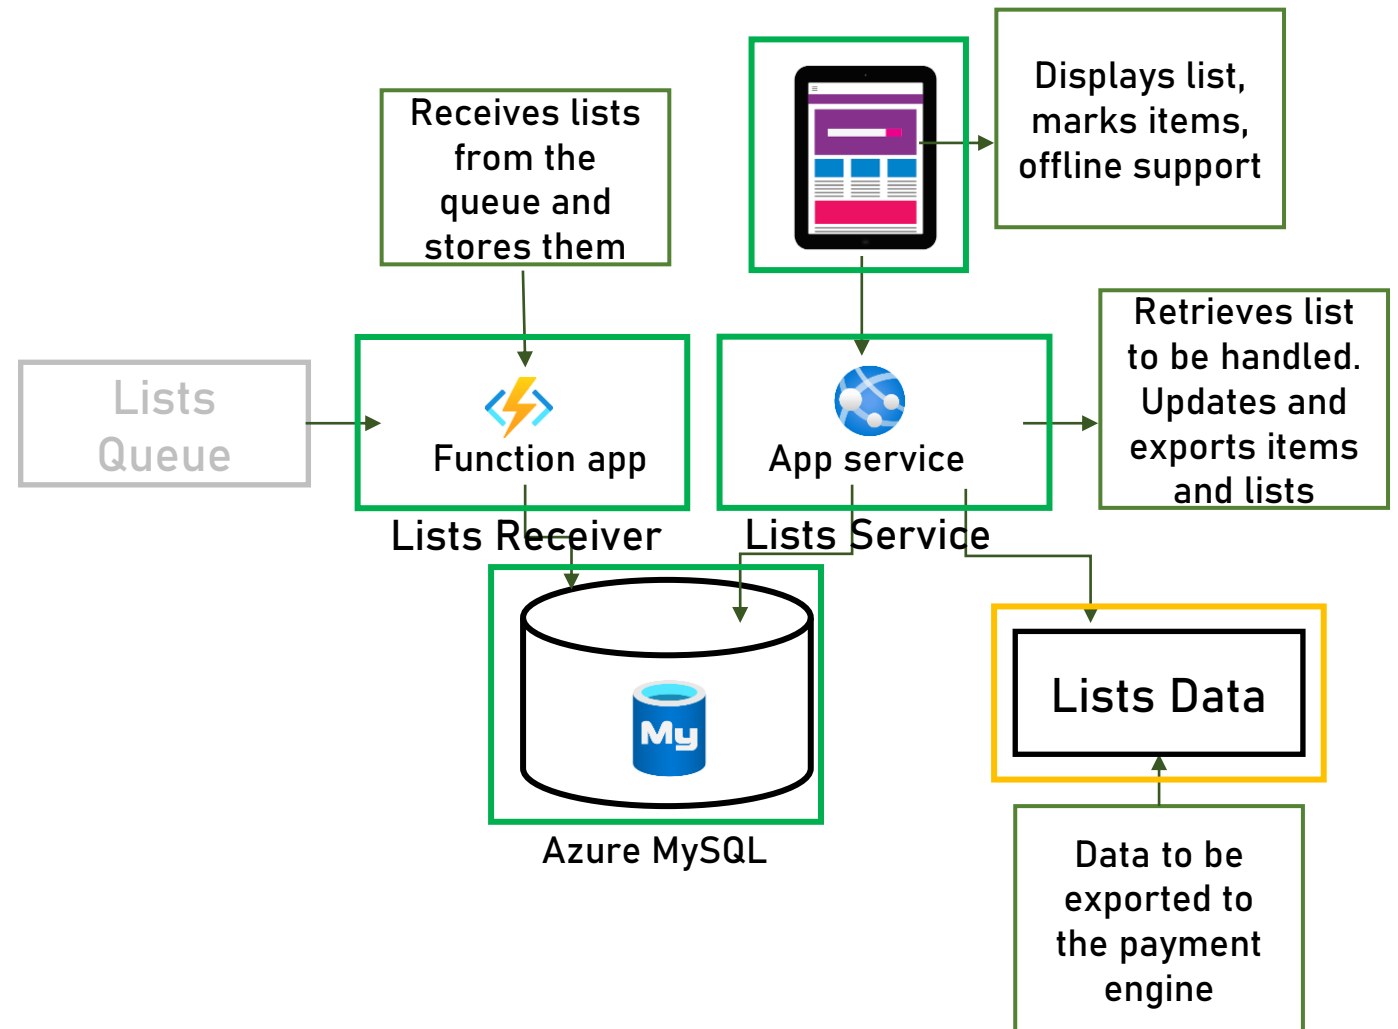 Displays list,
marks items,
offline support
Receives lists
from the
queue and
stores them
Retrieves list
to be handled.
Updates and
exports items
and lists
Lists
Queue
Function app
App service
Lists Receiver
Lists Service
My
Lists Data
Azure MySQL
Data to be
exported to
the payment
engine